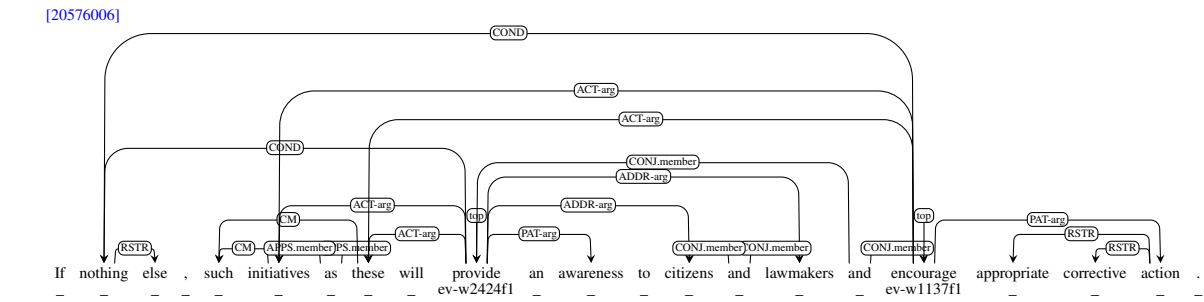 [20576006]
COND
ACT-arg
ACT-arg
COND
CONJ.member
ADDR-arg
ACT-arg ADDR-arg
CM top top PAT-arg
ACT-arg PAT-arg RSTR
RSTR CM APPS.member PS.member CONJ.member CONJ.member CONJ.member RSTR
If nothing else , such initiatives as these will provide an awareness to citizens and lawmakers and encourage appropriate corrective action .
_ _ _ _ _ _ _ _ _ ev-w2424f1 _ _ _ _ _ _ _ ev-w1137f1 _ _ _ _